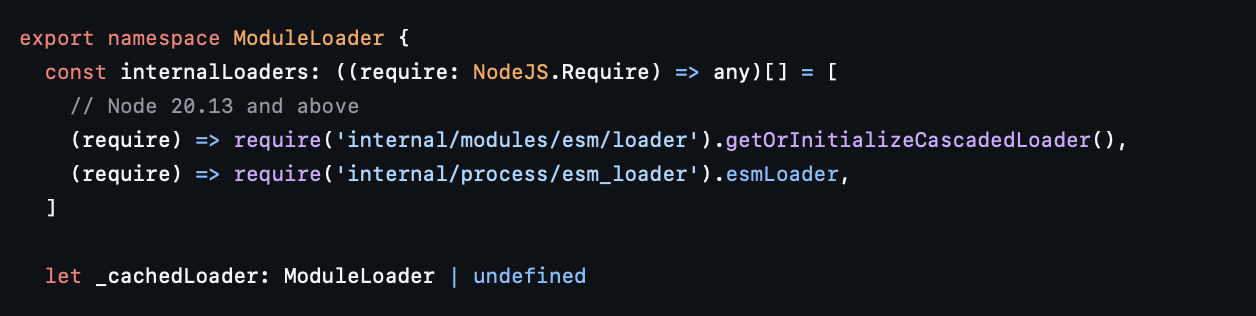 export namespace ModuleLoader {
  const internalLoaders: ((require: NodeJS.Require) => any)[] = [
    // Node 20.13 and above
    (require) => require('internal/modules/esm/loader').getOrInitializeCascadedLoader(),
    (require) => require('internal/process/esm_loader').esmLoader,
  ]

  let _cachedLoader: ModuleLoader | undefined